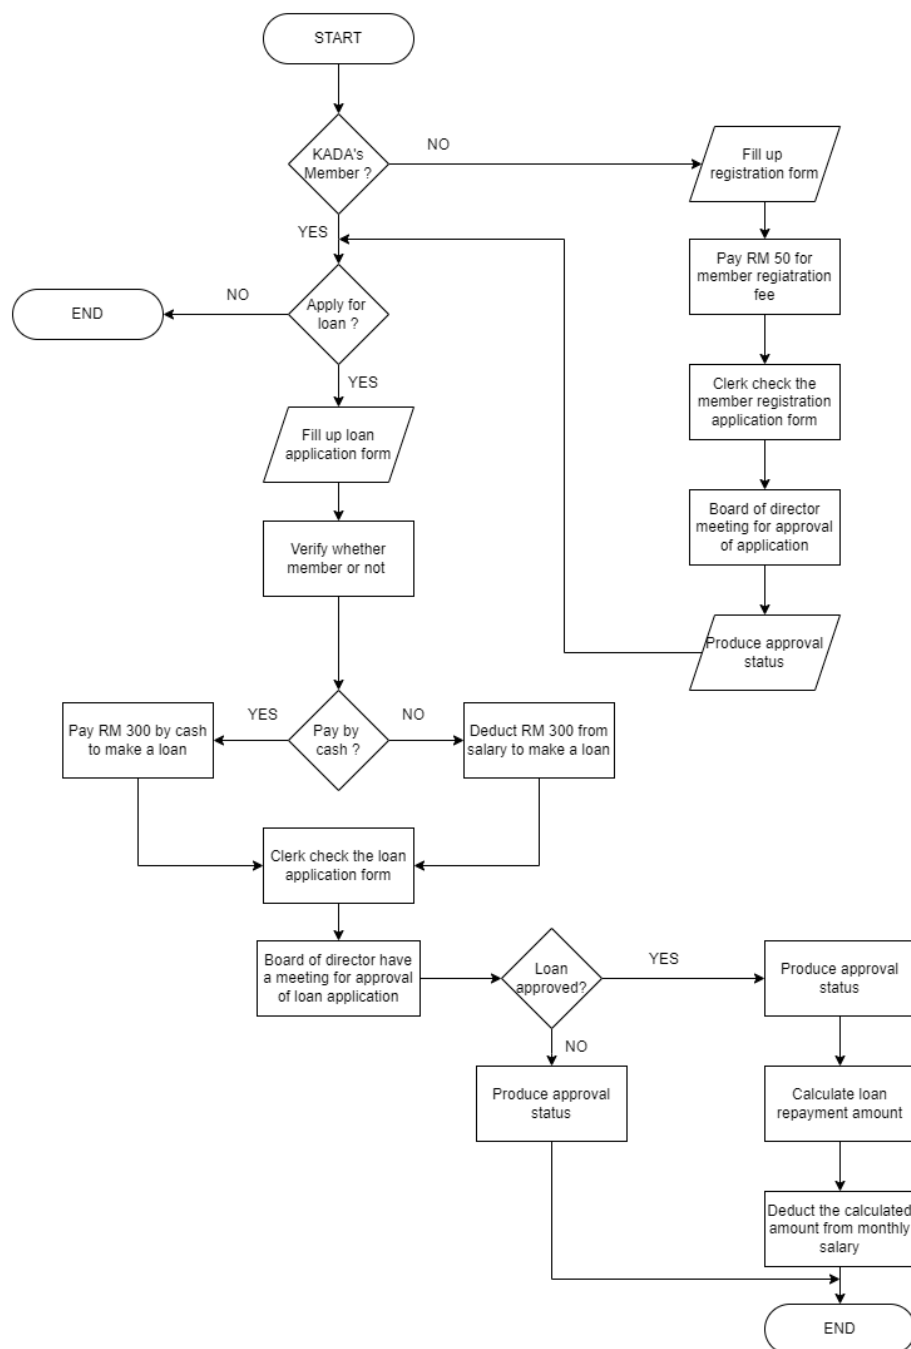 START
KADA's
Member ?
NO
Fill up
registration form
YES
Pay RM 50 for
member regiatration
fee
Apply for
loan ?
NO
END
YES
Clerk check the
member registration
application form
Fill up loan
application form
Board of director
meeting for approval
of application
Verify whether
member or not
Produce approval
status
Pay RM 300 by cash
to make a loan
YES
Pay by
cash ?
NO
Deduct RM 300 from
salary to make a loan
Clerk check the loan
application form
Board of director have
a meeting for approval
of loan application
Loan
approved?
YES
Produce approval
status
NO
Produce approval
status
Calculate loan
repayment amount
Deduct the calculated
amount from monthly
salary
END